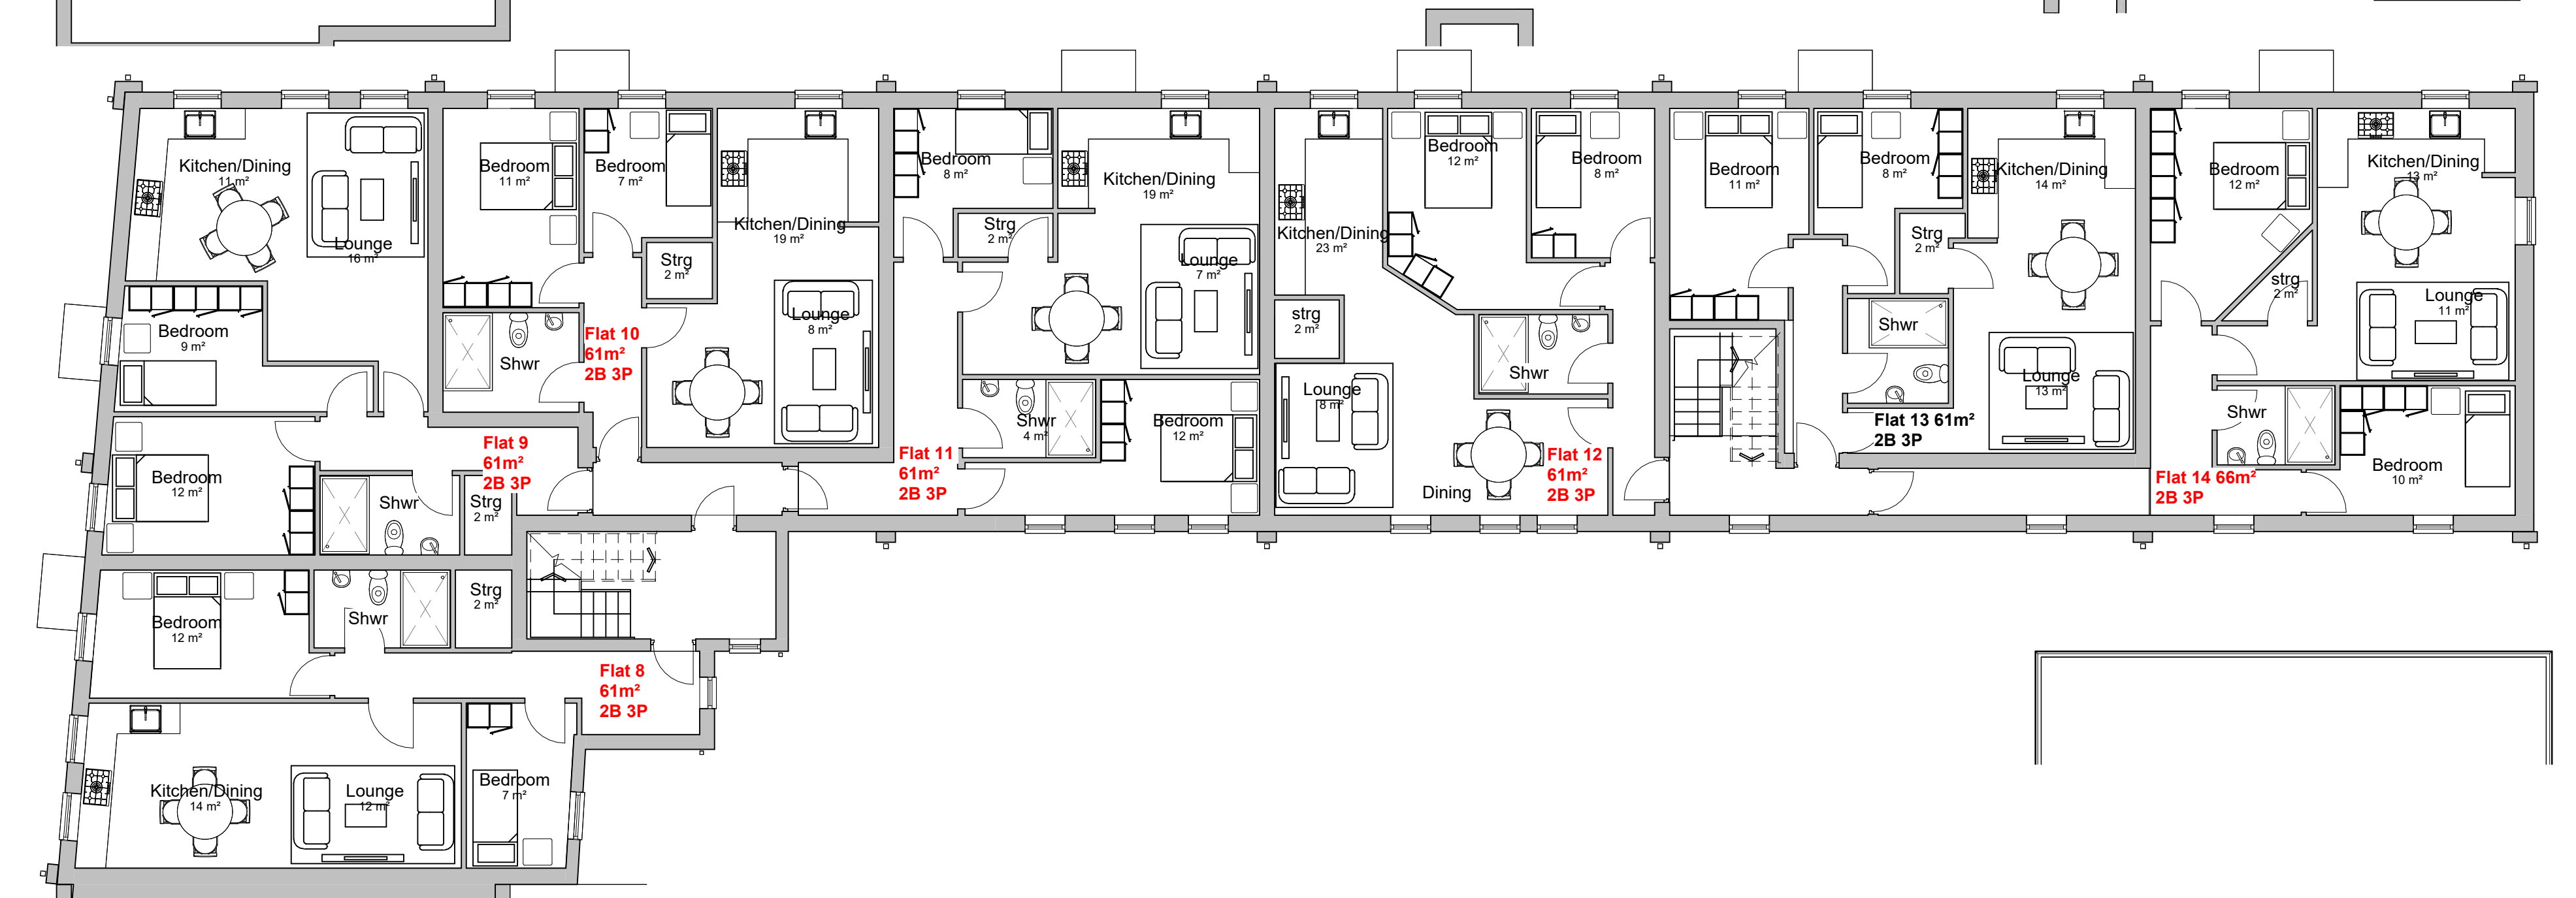 Kitchen/Dining
11 m²
Lounge
16 m²
Bedroom
9 m²
Bedroom
12 m²
Shwr
Strg
2 m²
Flat 9
61m²
2B 3P
Bedroom
11 m²
Bedroom
7 m²
Strg
2 m²
Kitchen/Dining
19 m²
Lounge
8 m²
Shwr
Flat 10
61m²
2B 3P
Bedroom
8 m²
Strg
2 m²
Kitchen/Dining
19 m²
Lounge
7 m²
Shwr
4 m²
Bedroom
12 m²
Flat 11
61m²
2B 3P
Kitchen/Dining
23 m²
Bedroom
12 m²
Bedroom
8 m²
strg
2 m²
Lounge
8 m²
Shwr
Dining
Flat 12
61m²
2B 3P
Bedroom
11 m²
Bedroom
8 m²
Strg
2 m²
Kitchen/Dining
14 m²
Shwr
Lounge
13 m²
Flat 13 61m²
2B 3P
Bedroom
12 m²
strg
2 m²
Kitchen/Dining
13 m²
Lounge
11 m²
Shwr
Bedroom
10 m²
Flat 14 66m²
2B 3P
Bedroom
12 m²
Shwr
Strg
2 m²
Flat 8
61m²
2B 3P
Kitchen/Dining
14 m²
Lounge
12 m²
Bedroom
7 m²